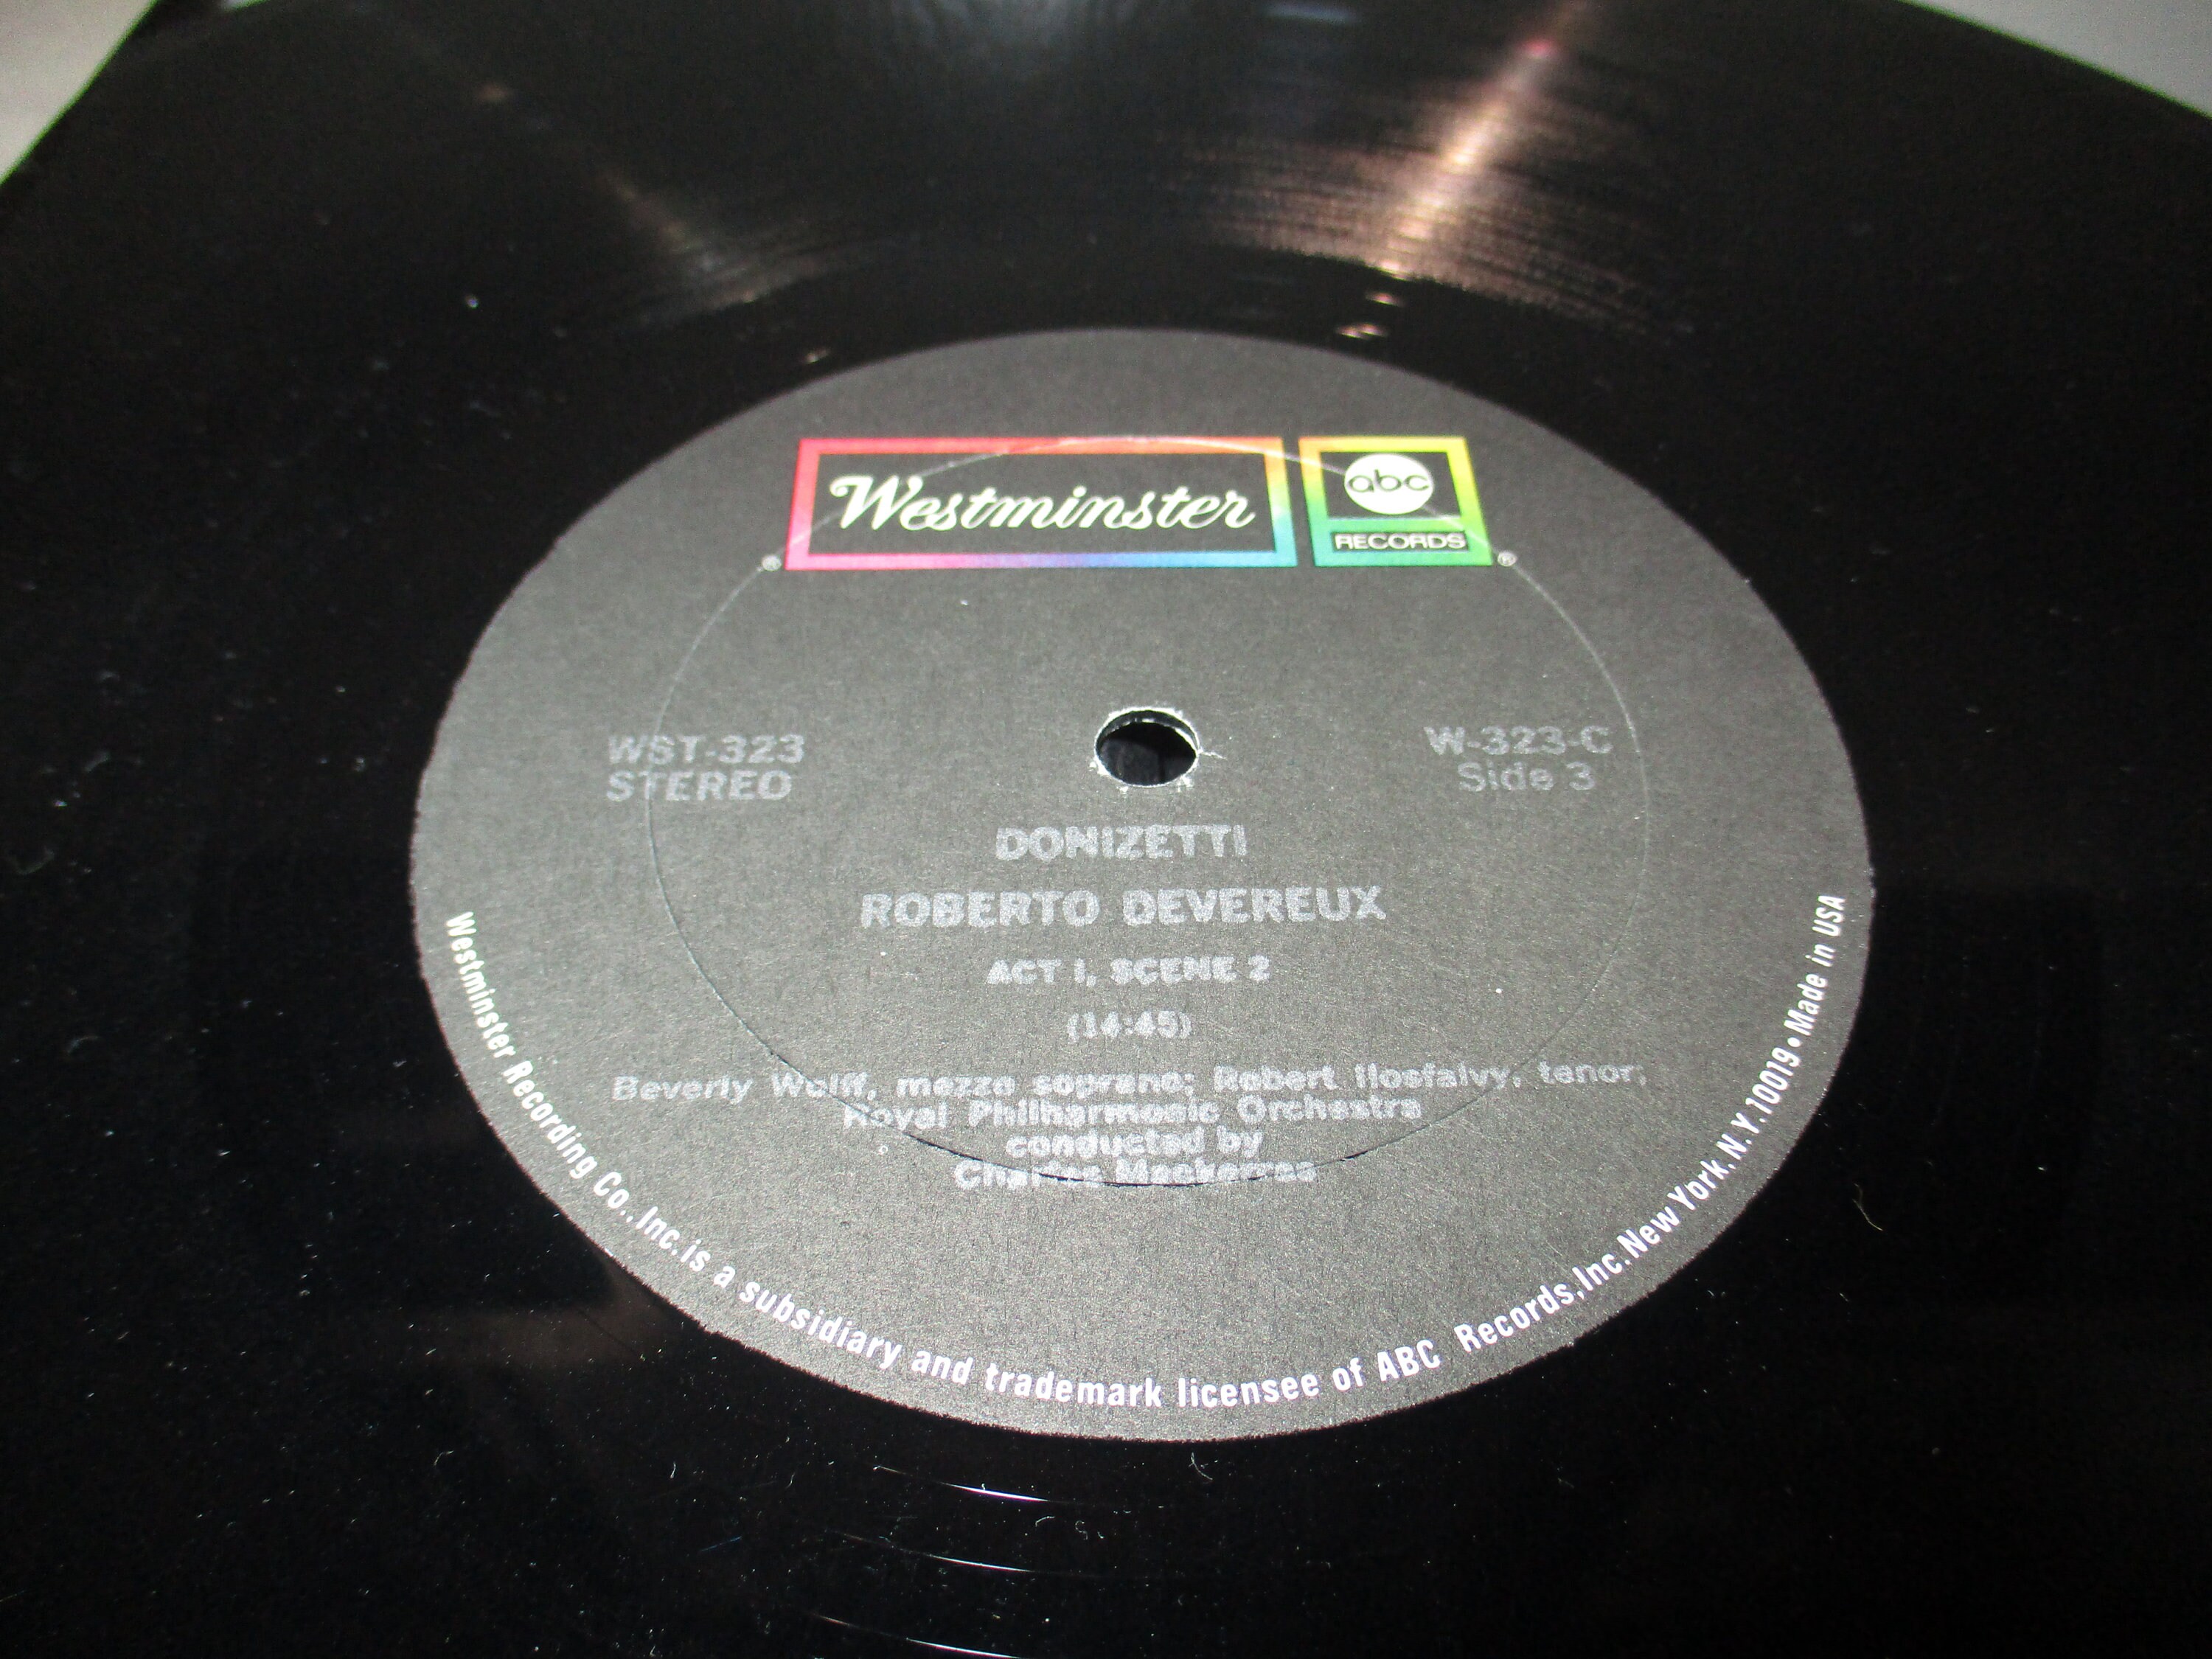 Westminster
abc
RECORDS
® ®
WST-323
STEREO
W-323-C
Side 3
DONIZETTI
ROBERTO DEVEREUX
ACT I, SCENE 2
(14:45)
Beverly Wolff, mezzo soprano; Robert Ilosfalvy, tenor;
Royal Philharmonic Orchestra
conducted by
Charles Mackerras
Westminster Recording Co., Inc. is a subsidiary and trademark licensee of ABC Records, Inc. New York, N.Y. 10019 • Made in USA